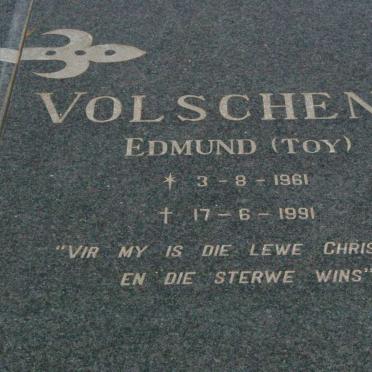 VOLSCHEN
EDMUND (TOY)
* 3-8-1961
† 17-6-1991
"VIR MY IS DIE LEWE CHRIS
EN DIE STERWE WINS"